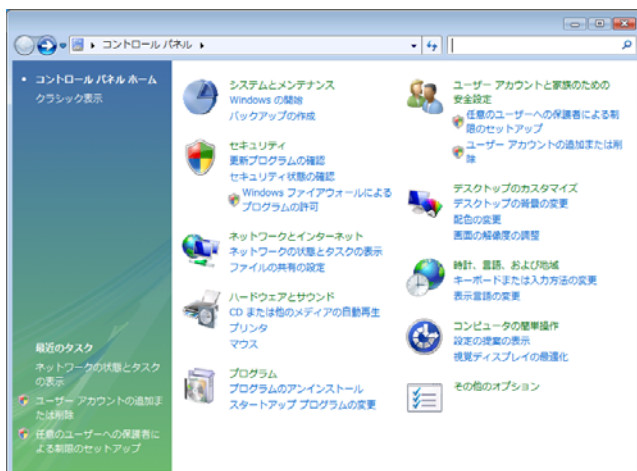 コントロール パネル
コントロール パネル ホーム
クラシック表示
システムとメンテナンス
Windows の開始
バックアップの作成
セキュリティ
更新プログラムの確認
セキュリティ状態の確認
Windows ファイアウォールによる
プログラムの許可
ネットワークとインターネット
ネットワークの状態とタスクの表示
ファイルの共有の設定
ハードウェアとサウンド
CD または他のメディアの自動再生
プリンタ
マウス
プログラム
プログラムのアンインストール
スタートアップ プログラムの変更
ユーザー アカウントと家族のための
安全設定
任意のユーザーへの保護者による制
限のセットアップ
ユーザー アカウントの追加または削
除
デスクトップのカスタマイズ
デスクトップの背景の変更
配色の変更
画面の解像度の調整
時計、言語、および地域
キーボードまたは入力方法の変更
表示言語の変更
コンピュータの簡単操作
設定の提案の表示
視覚ディスプレイの最適化
その他のオプション
最近のタスク
ネットワークの状態とタスク
の表示
ユーザー アカウントの追加ま
たは削除
任意のユーザーへの保護者に
よる制限のセットアップ